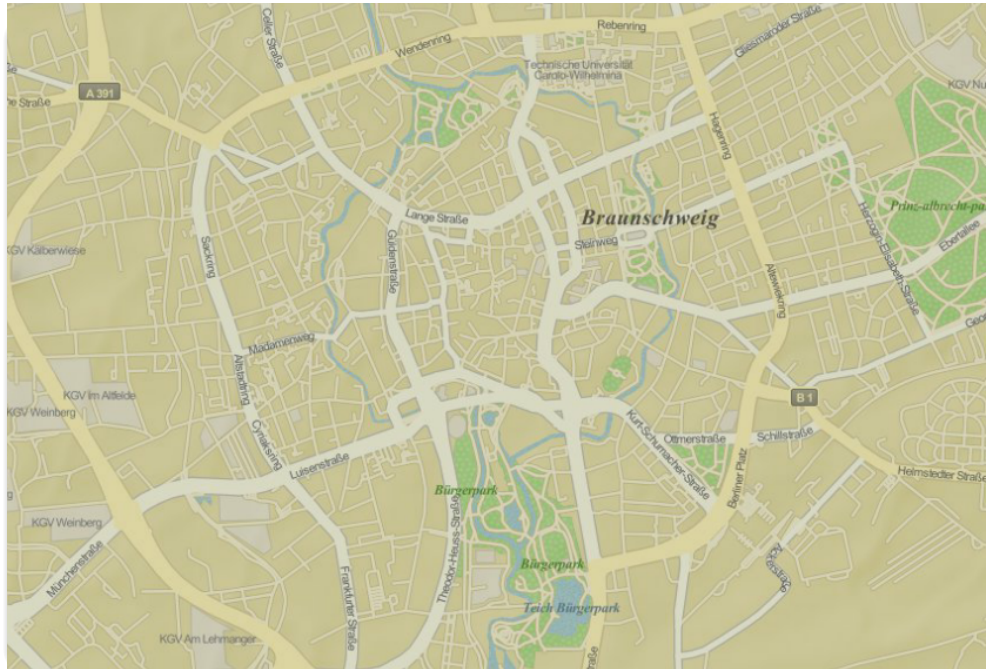 Celler Straße
Wendenring
Rebenring
Geismaroder Straße
Technische Universität
Carolo-Wilhelmina
KGV
A 391
Straße
Hagenring
Prinz-albrecht-pa
Lange Straße
Braunschweig
Steinweg
Güldenstraße
Herzogin-Elisabeth-Straße
Ebertallee
KGV Kälberwiese
Sackring
Altewiekring
Madamenweg
Altstadtring
KGV Im Altfelde
KGV Weinberg
B 1
Cyriaksring
Kurt-Schumacher-Straße
Ottmerstraße
Schillstraße
Luisenstraße
Berliner Platz
Helmstedter Straße
Bürgerpark
KGV Weinberg
Münchenstraße
Theodor-Heuss-Straße
Frankfurter Straße
Bürgerpark
Ackerstraße
Teich Bürgerpark
KGV Am Lehmanger